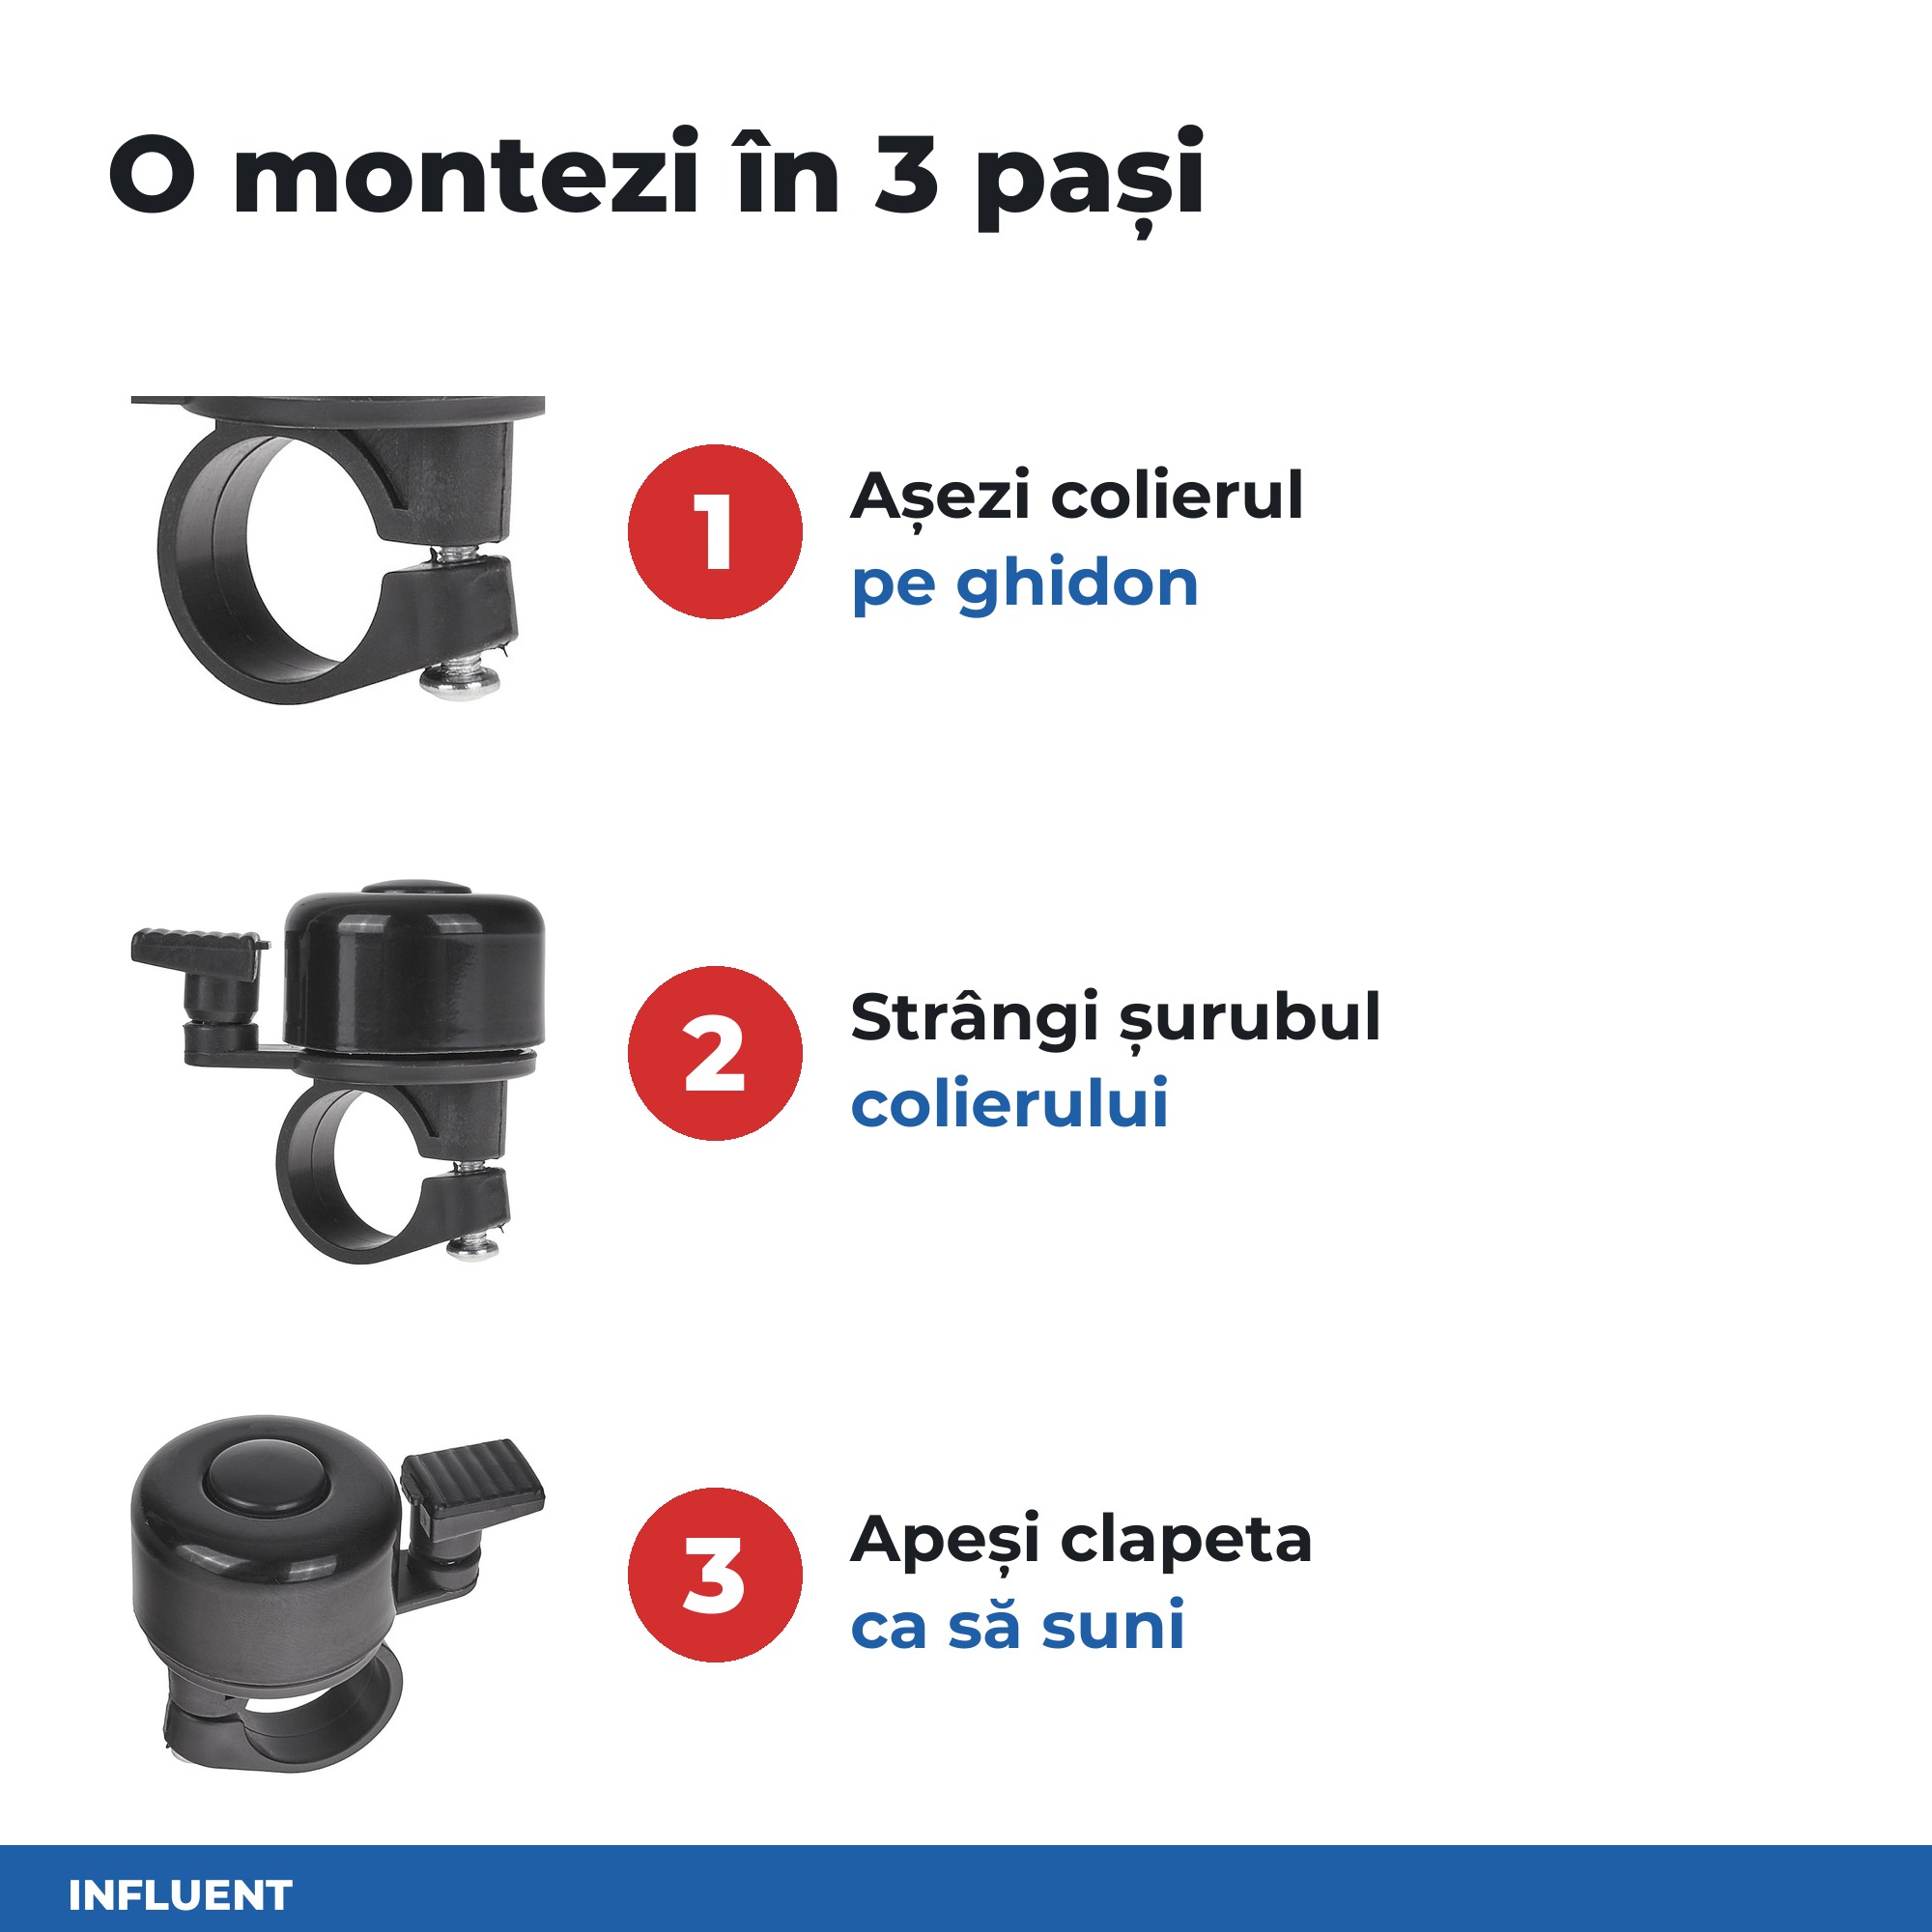 O montezi în 3 pași
1
Așezi colierul
pe ghidon
2
Strângi șurubul
colierului
3
Apeși clapeta
ca să suni
INFLUENT